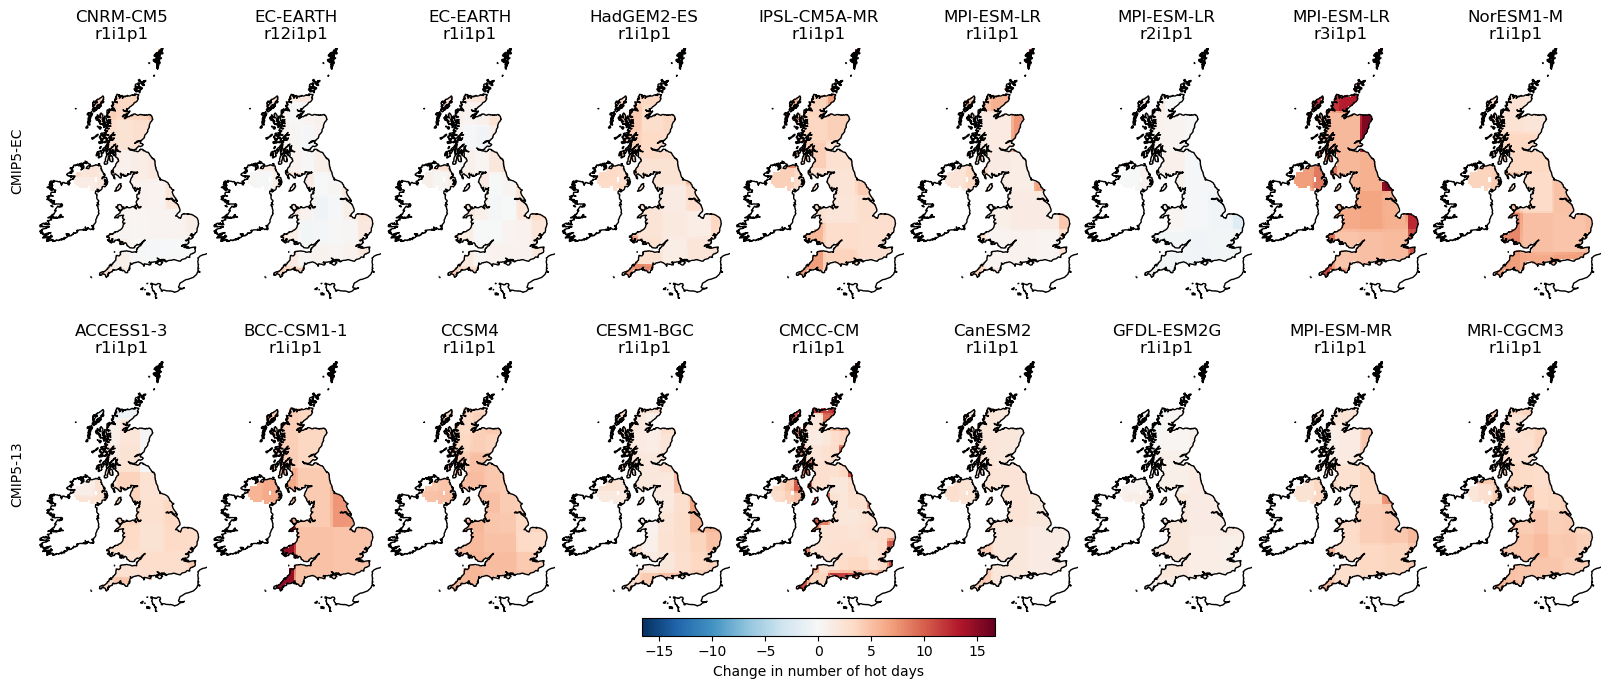 CNRM-CM5 EC-EARTH EC-EARTH HadGEM2-ES IPSL-CM5A-MR MPI-ESM-LR MPI-ESM-LR MPI-ESM-LR NorESM1-M
r1i1p1 r12i1p1 r1i1p1 r1i1p1 r1i1p1 r1i1p1 r2i1p1 r3i1p1 r1i1p1
CMIP5-EC
ACCESS1-3 BCC-CSM1-1 CCSM4 CESM1-BGC CMCC-CM CanESM2 GFDL-ESM2G MPI-ESM-MR MRI-CGCM3
r1i1p1 r1i1p1 r1i1p1 r1i1p1 r1i1p1 r1i1p1 r1i1p1 r1i1p1 r1i1p1
CMIP5-13
−15 −10 −5 0 5 10 15
Change in number of hot days